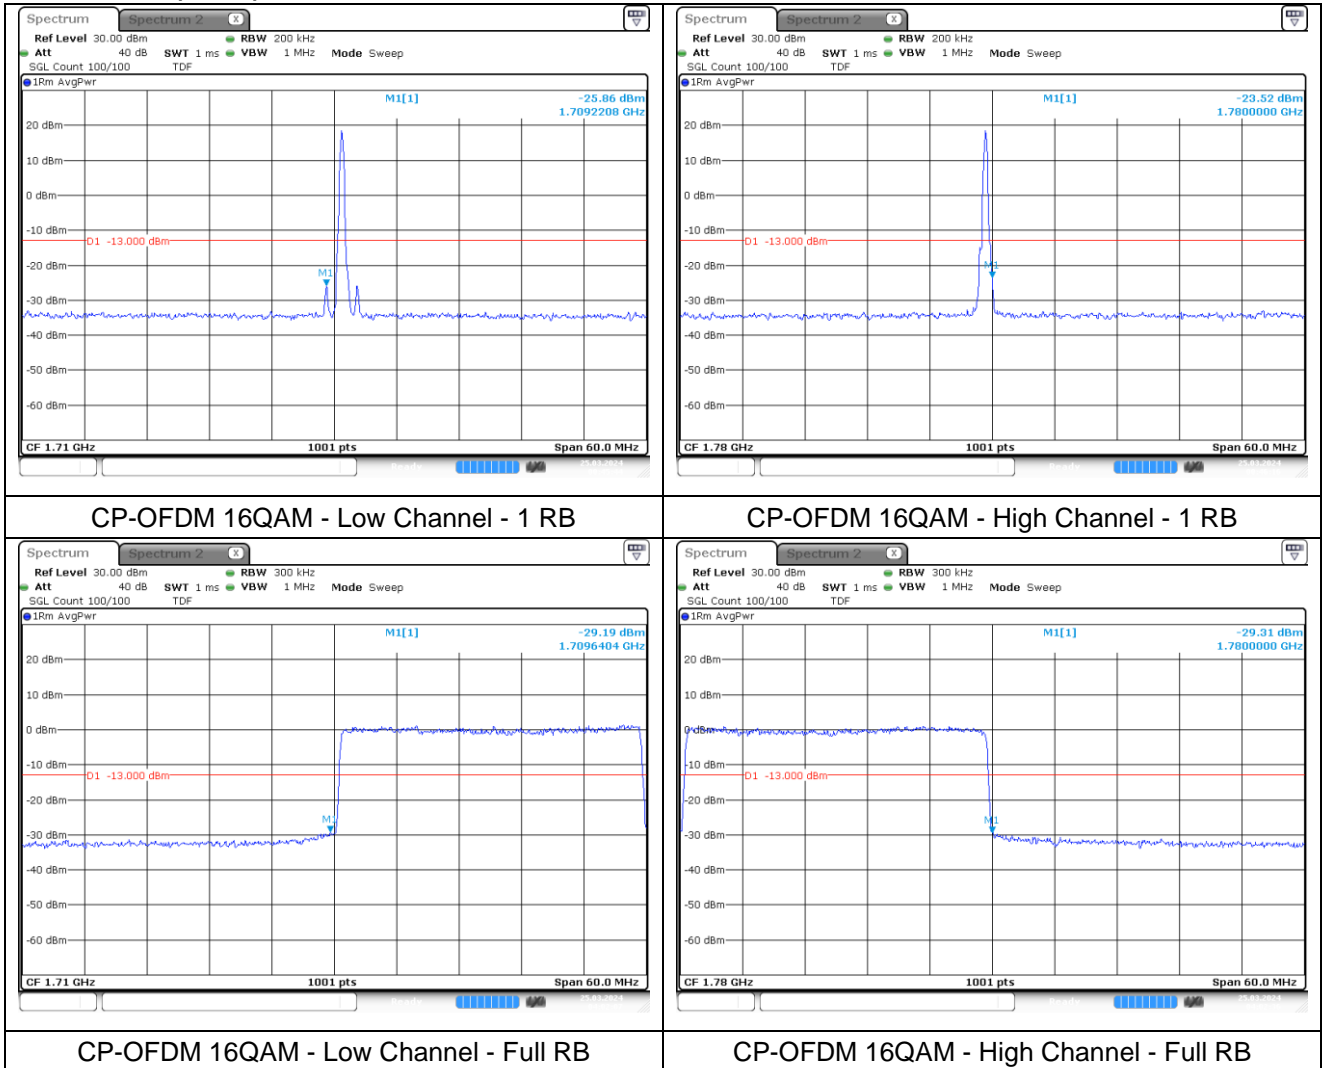 Spectrum Spectrum 2 X
Ref Level 30.00 dBm RBW 200 kHz
Att 40 dB SWT 1 ms VBW 1 MHz Mode Sweep
SGL Count 100/100 TDF
1Rm AvgPwr
M1[1] -25.86 dBm
1.7092208 GHz
20 dBm
10 dBm
0 dBm
-10 dBm
D1 -13.000 dBm
-20 dBm
M1
-30 dBm
-40 dBm
-50 dBm
-60 dBm
CF 1.71 GHz 1001 pts Span 60.0 MHz
Ready 25.03.2024
CP-OFDM 16QAM - Low Channel - 1 RB
Spectrum Spectrum 2 X
Ref Level 30.00 dBm RBW 200 kHz
Att 40 dB SWT 1 ms VBW 1 MHz Mode Sweep
SGL Count 100/100 TDF
1Rm AvgPwr
M1[1] -23.52 dBm
1.7800000 GHz
20 dBm
10 dBm
0 dBm
-10 dBm
D1 -13.000 dBm
-20 dBm
M1
-30 dBm
-40 dBm
-50 dBm
-60 dBm
CF 1.78 GHz 1001 pts Span 60.0 MHz
Ready 25.03.2024
CP-OFDM 16QAM - High Channel - 1 RB
Spectrum Spectrum 2 X
Ref Level 30.00 dBm RBW 300 kHz
Att 40 dB SWT 1 ms VBW 1 MHz Mode Sweep
SGL Count 100/100 TDF
1Rm AvgPwr
M1[1] -29.19 dBm
1.7096404 GHz
20 dBm
10 dBm
0 dBm
-10 dBm
D1 -13.000 dBm
-20 dBm
M1
-30 dBm
-40 dBm
-50 dBm
-60 dBm
CF 1.71 GHz 1001 pts Span 60.0 MHz
Ready 25.03.2024
CP-OFDM 16QAM - Low Channel - Full RB
Spectrum Spectrum 2 X
Ref Level 30.00 dBm RBW 300 kHz
Att 40 dB SWT 1 ms VBW 1 MHz Mode Sweep
SGL Count 100/100 TDF
1Rm AvgPwr
M1[1] -29.31 dBm
1.7800000 GHz
20 dBm
10 dBm
0 dBm
-10 dBm
D1 -13.000 dBm
-20 dBm
M1
-30 dBm
-40 dBm
-50 dBm
-60 dBm
CF 1.78 GHz 1001 pts Span 60.0 MHz
Ready 25.03.2024
CP-OFDM 16QAM - High Channel - Full RB